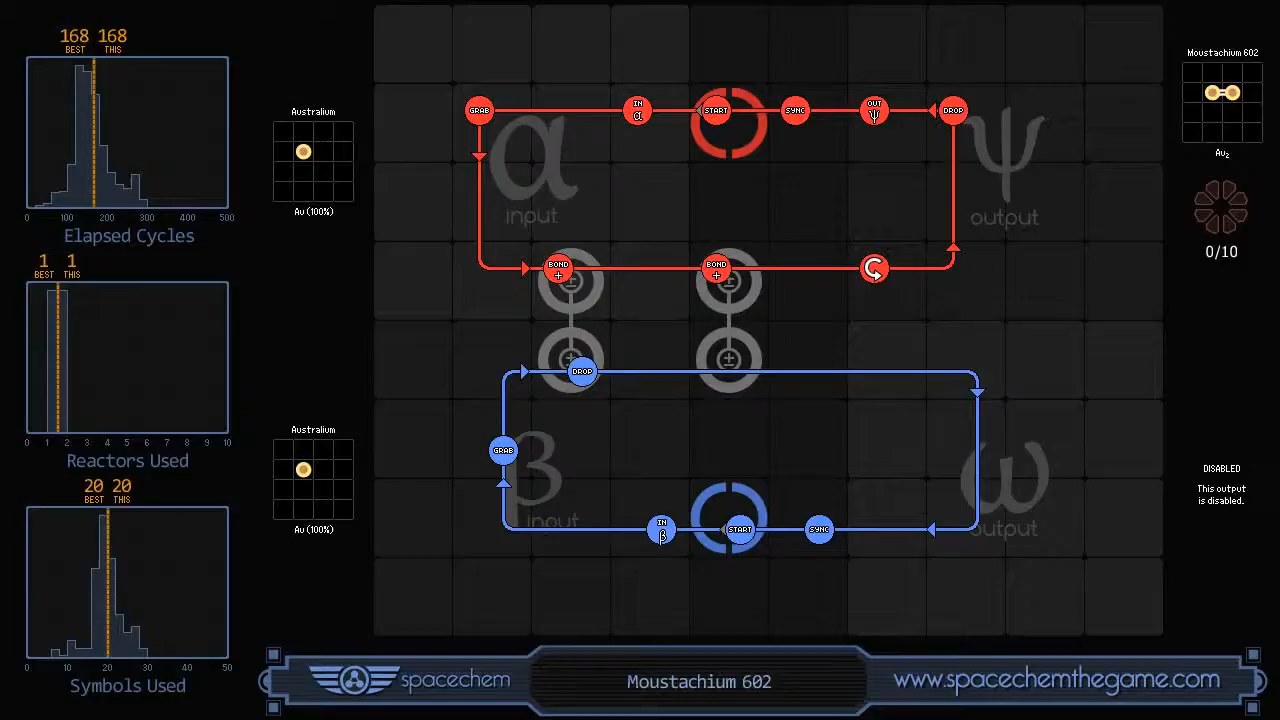 168 168
BEST THIS
0 100 200 300 500
Elapsed Cycles
1 1
BEST THIS
0 1 2 3 4 5 6 7 8 9 10
Reactors Used
20 20
BEST THIS
0 10 20 30 50
Symbols Used
Australium
Au (100%)
Australium
Au (100%)
GRAB
IN
α
START
SYNC
OUT
ψ
DROP
α
input
ψ
output
BOND
+
BOND
+
±
±
±
±
DROP
GRAB
β
input
ω
output
IN
β
START
SYNC
Moustachium 602
Au₂
0/10
DISABLED
This output
is disabled.
spacechem
Moustachium 602
www.spacechemthegame.com